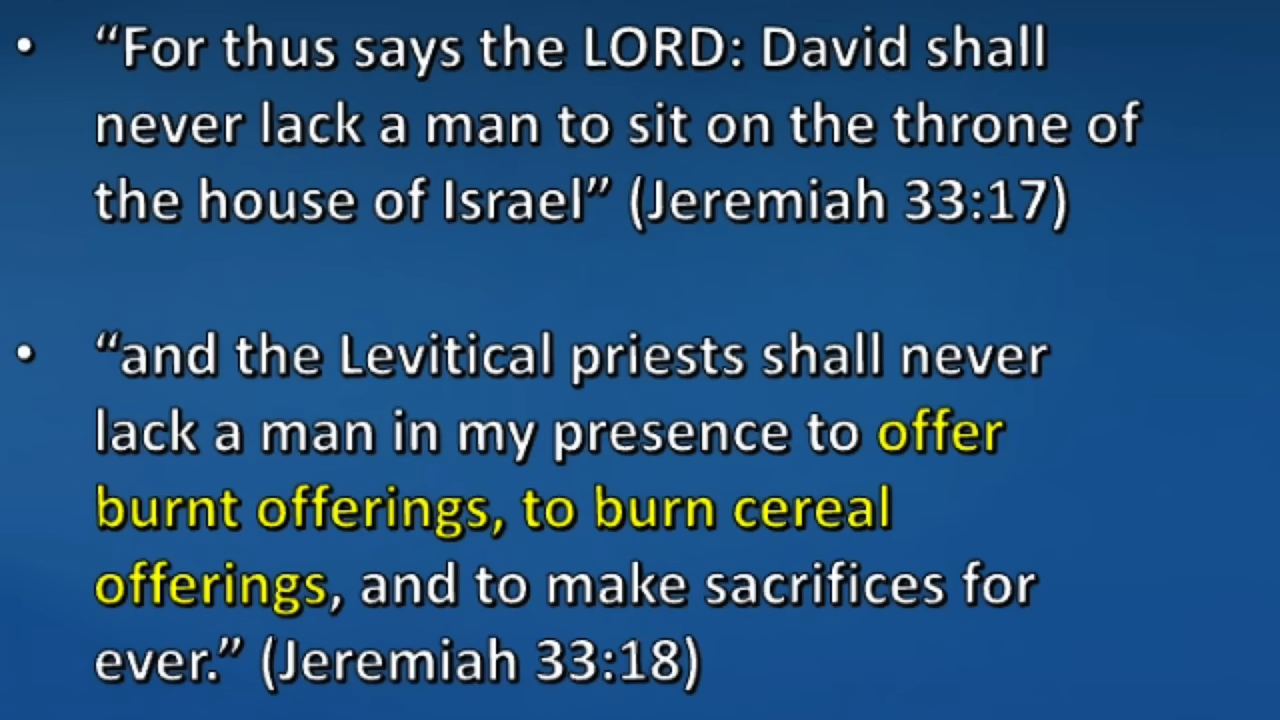 • “For thus says the LORD: David shall
never lack a man to sit on the throne of
the house of Israel” (Jeremiah 33:17)
• “and the Levitical priests shall never
lack a man in my presence to offer
burnt offerings, to burn cereal
offerings, and to make sacrifices for
ever.” (Jeremiah 33:18)